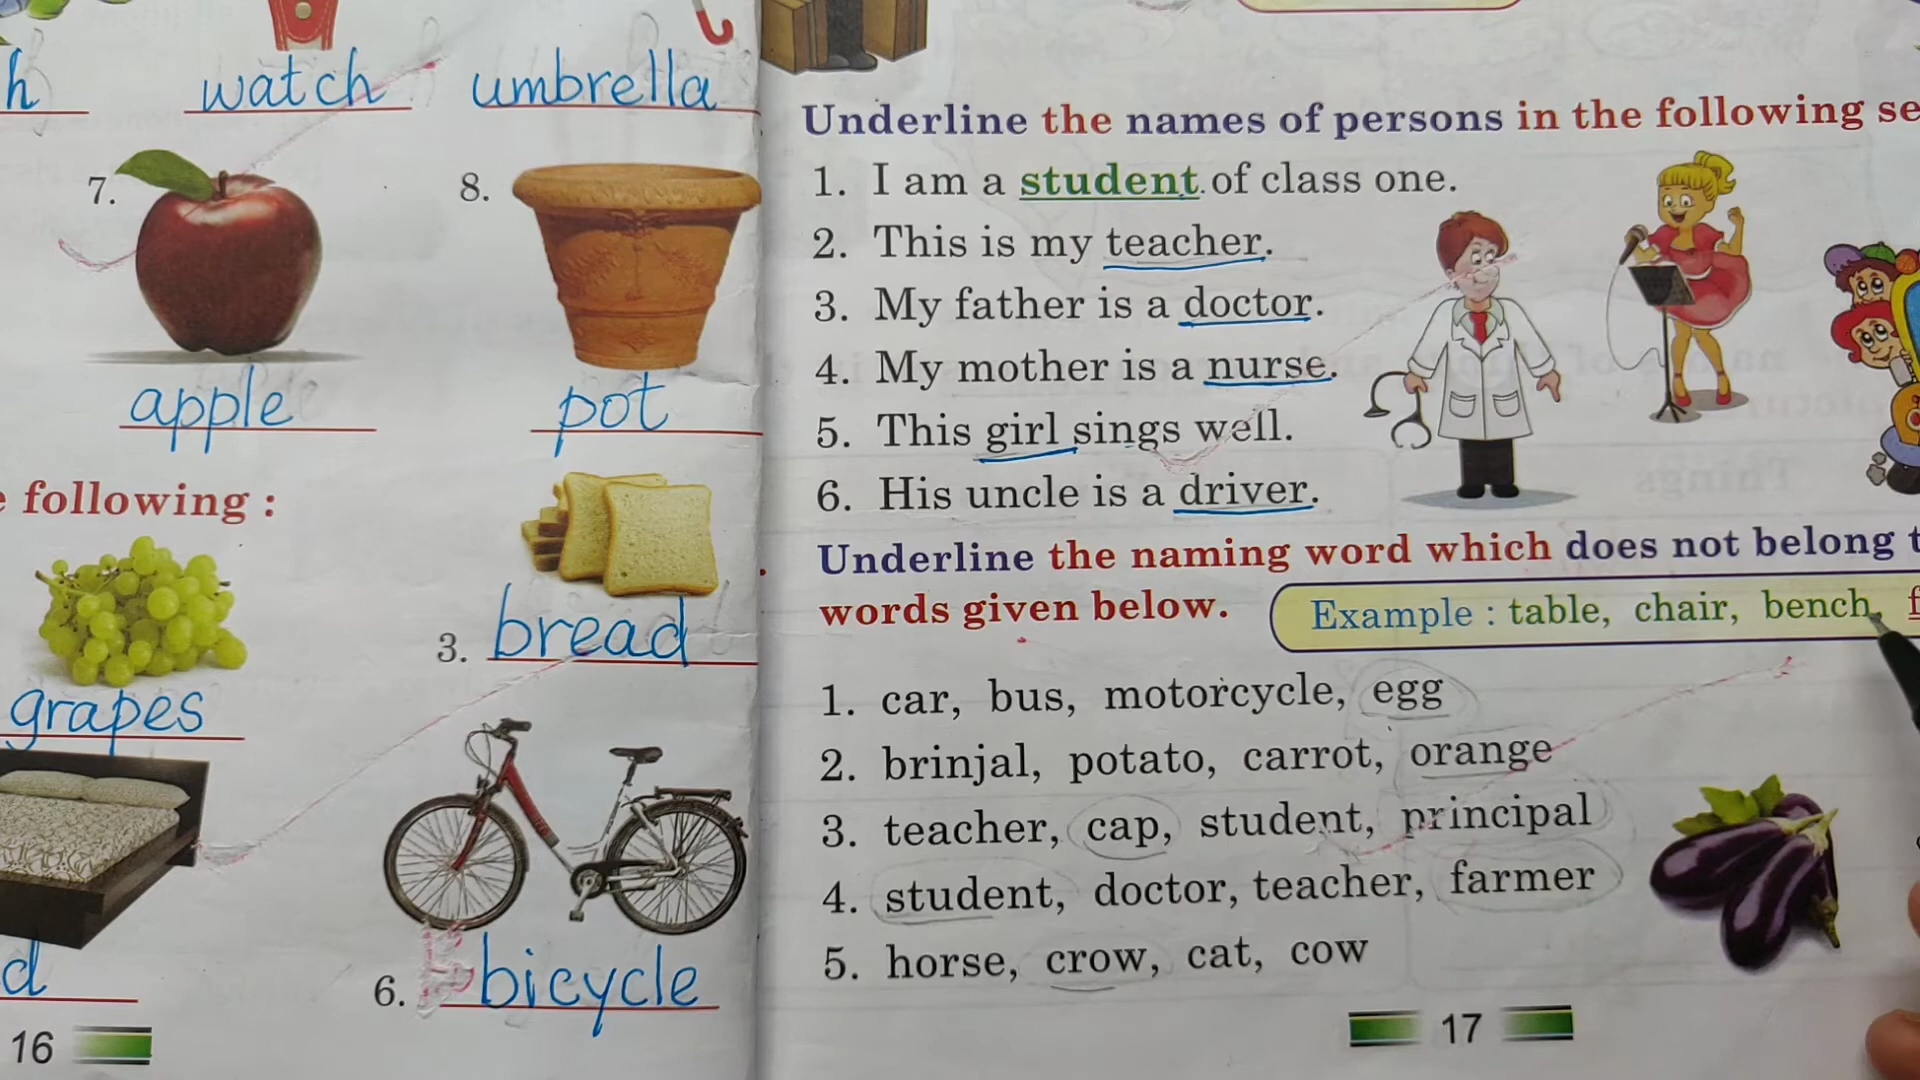 h watch umbrella
7. 8.
apple pot
following :
3. bread
grapes
6. bicycle
d
16
Underline the names of persons in the following se
1. I am a student of class one.
2. This is my teacher.
3. My father is a doctor.
4. My mother is a nurse.
5. This girl sings well.
6. His uncle is a driver.
Underline the naming word which does not belong t
words given below.
Example : table, chair, bench, f
1. car, bus, motorcycle, egg
2. brinjal, potato, carrot, orange
3. teacher, cap, student, principal
4. student, doctor, teacher, farmer
5. horse, crow, cat, cow
17